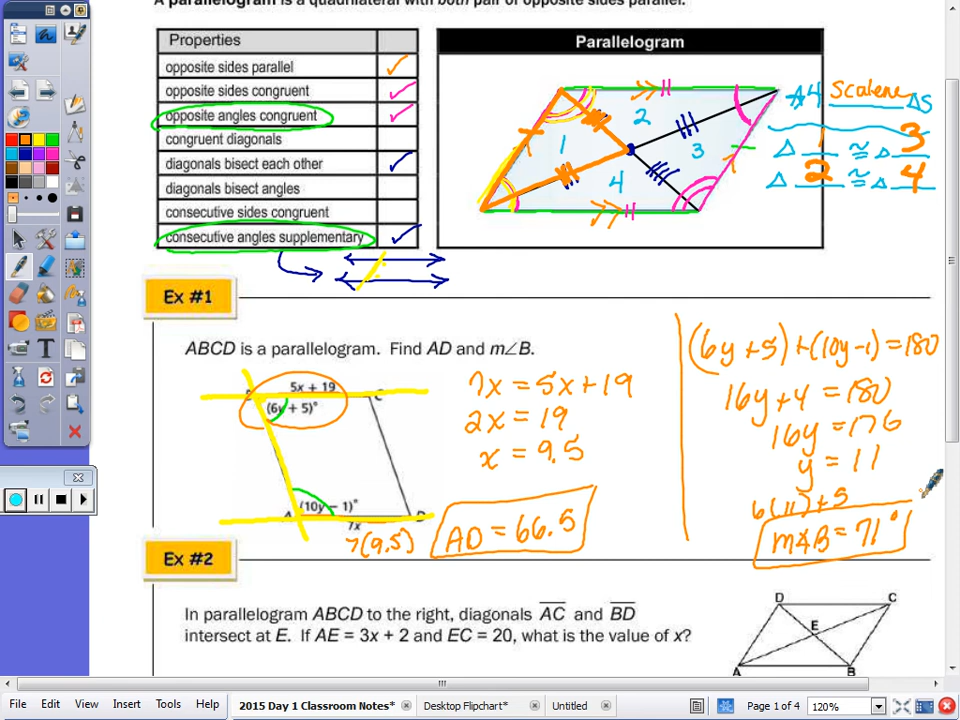 A parallelogram is a quadrilateral with both pair of opposite sides parallel.
Properties
opposite sides parallel
opposite sides congruent
opposite angles congruent
congruent diagonals
diagonals bisect each other
diagonals bisect angles
consecutive sides congruent
consecutive angles supplementary
Parallelogram
1
2
3
4
4 Scalene △s
△ 1 ≅ △ 3
△ 2 ≅ △ 4
Ex #1
ABCD is a parallelogram. Find AD and m∠B.
5x + 19
(6y + 5)°
(10y − 1)°
7x
7(9.5)
7x = 5x + 19
2x = 19
x = 9.5
AD = 66.5
(6y + 5) + (10y - 1) = 180
16y + 4 = 180
16y = 176
y = 11
6(11) + 5
m∡B = 71°
Ex #2
In parallelogram ABCD to the right, diagonals AC and BD
intersect at E. If AE = 3x + 2 and EC = 20, what is the value of x?
D C
E
A B
File Edit View Insert Tools Help 2015 Day 1 Classroom Notes* Desktop Flipchart* Untitled Page 1 of 4 120%